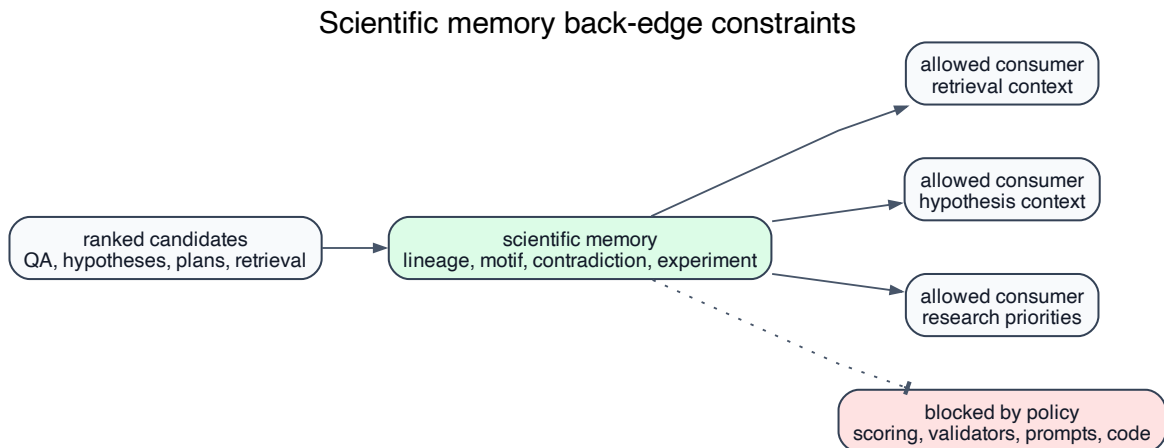 Scientific memory back-edge constraints
allowed consumer
retrieval context
allowed consumer
hypothesis context
ranked candidates
QA, hypotheses, plans, retrieval
scientific memory
lineage, motif, contradiction, experiment
allowed consumer
research priorities
blocked by policy
scoring, validators, prompts, code